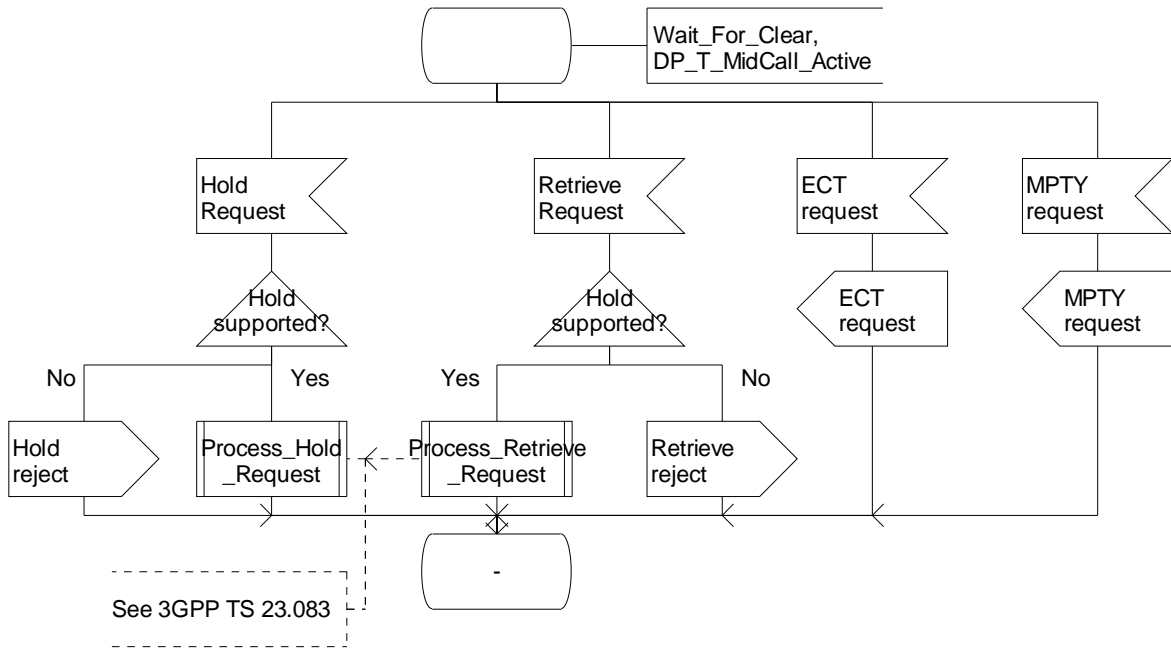 Wait_For_Clear,
DP_T_MidCall_Active
Hold
Request
Retrieve
Request
ECT
request
MPTY
request
Hold
supported?
Hold
supported?
ECT
request
MPTY
request
No
Yes
Yes
No
Hold
reject
Process_Hold
_Request
Process_Retrieve
_Request
Retrieve
reject
-
See 3GPP TS 23.083